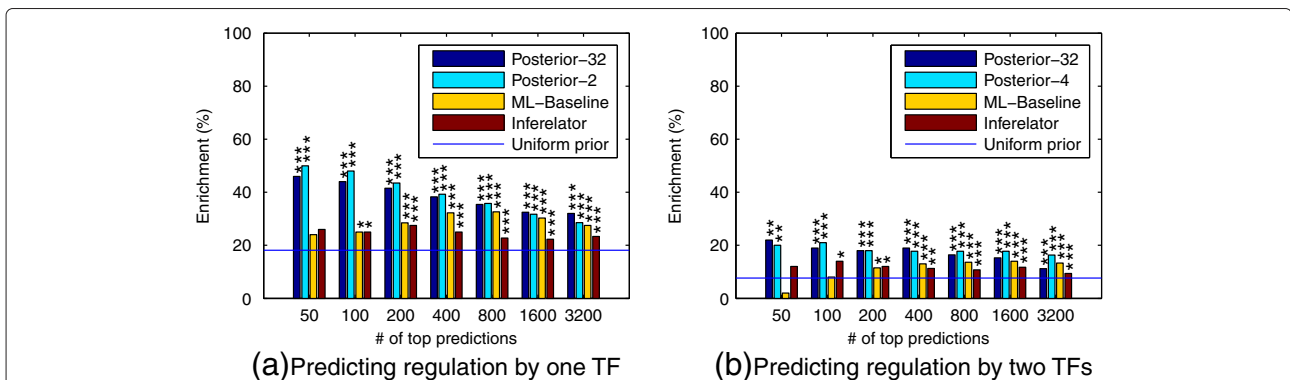 100
80
60
40
20
0
Enrichment (%)
Posterior−32
Posterior−2
ML−Baseline
Inferelator
Uniform prior
*** *** *** *** * * *** *** *** *** *** *** *** *** *** *** *** *** *** *** *** *** *** *** *** ***
50 100 200 400 800 1600 3200
# of top predictions
(a)Predicting regulation by one TF
100
80
60
40
20
0
Enrichment (%)
Posterior−32
Posterior−4
ML−Baseline
Inferelator
Uniform prior
50 100 200 400 800 1600 3200
# of top predictions
(b)Predicting regulation by two TFs